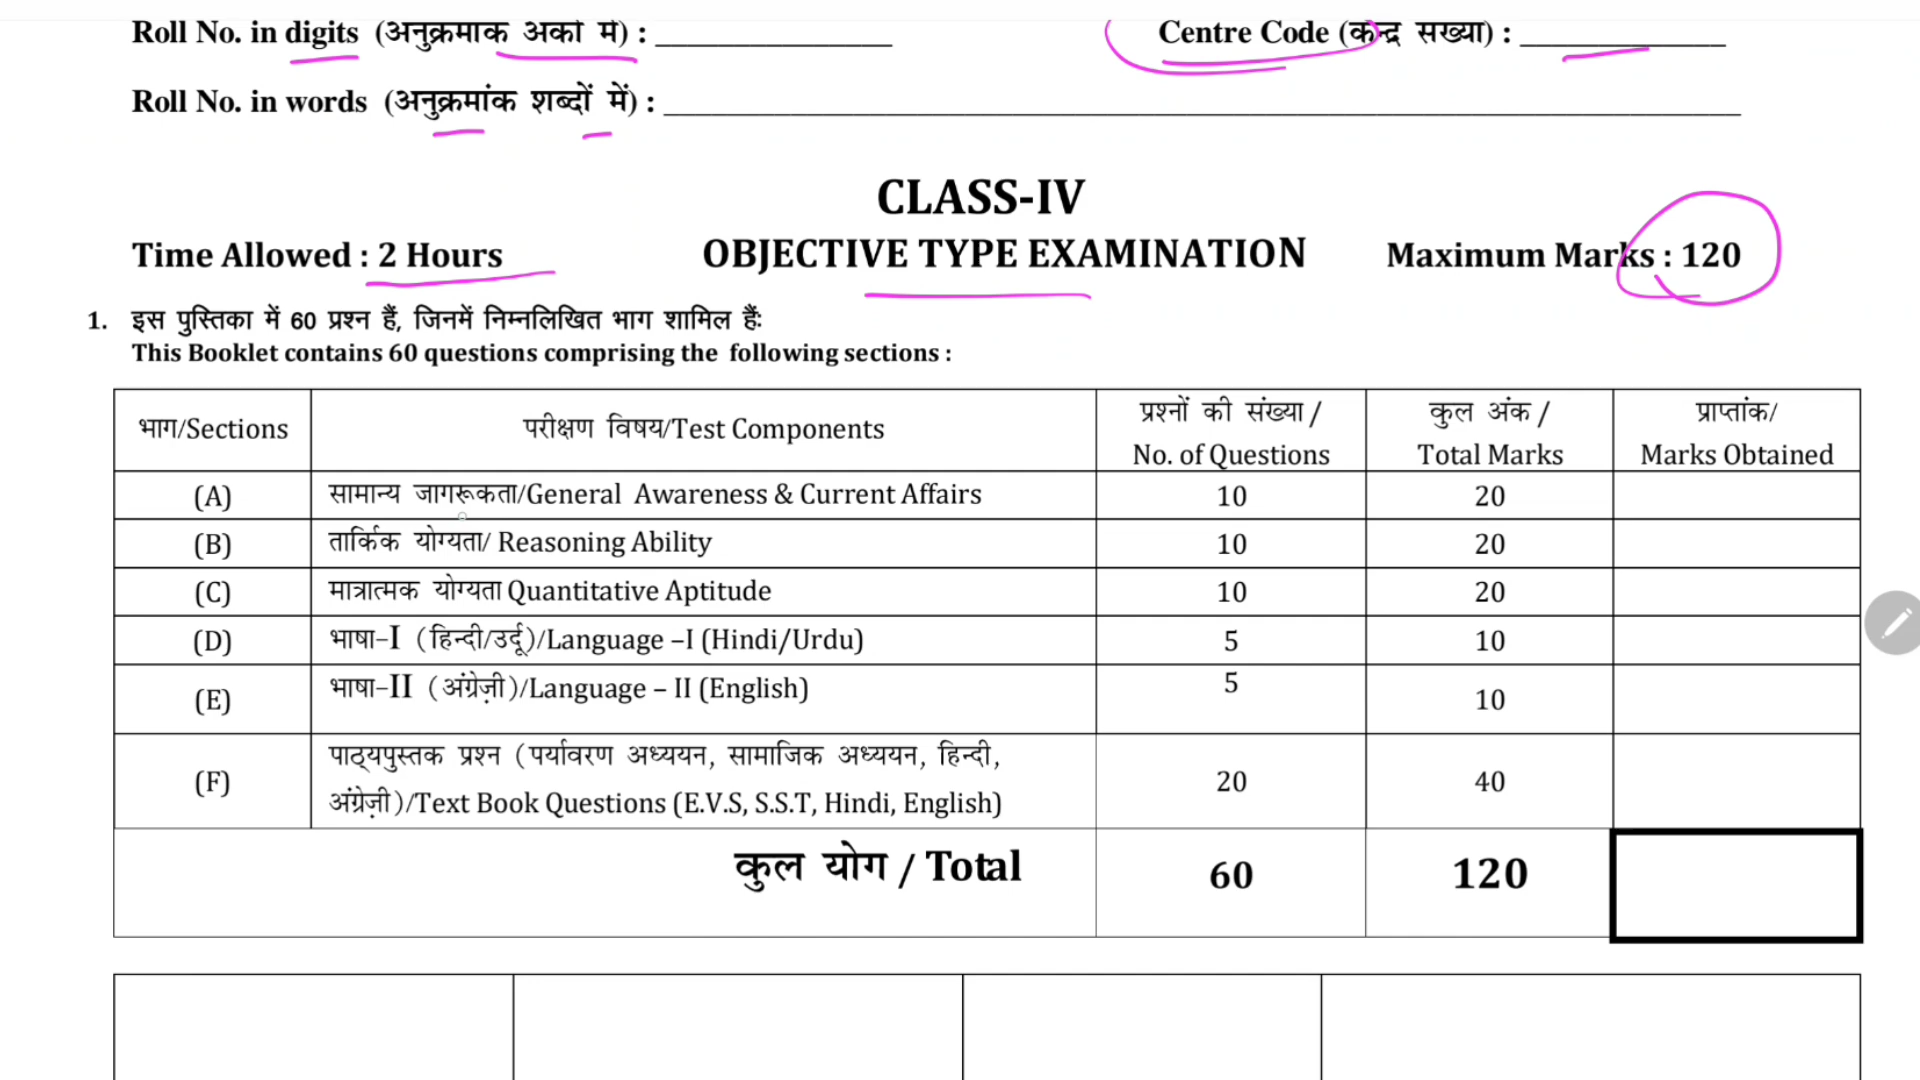 Roll No. in digits (अनुक्रमांक अंकों में) : _______________ Centre Code (केन्द्र संख्या) : _______________
Roll No. in words (अनुक्रमांक शब्दों में) : _______________
CLASS-IV
Time Allowed : 2 Hours OBJECTIVE TYPE EXAMINATION Maximum Marks : 120
1. इस पुस्तिका में 60 प्रश्न हैं, जिनमें निम्नलिखित भाग शामिल हैंः
This Booklet contains 60 questions comprising the following sections :
भाग/Sections परीक्षण विषय/Test Components प्रश्नों की संख्या / No. of Questions कुल अंक / Total Marks प्राप्तांक/ Marks Obtained
(A) सामान्य जागरूकता/General Awareness & Current Affairs 10 20
(B) तार्किक योग्यता/ Reasoning Ability 10 20
(C) मात्रात्मक योग्यता Quantitative Aptitude 10 20
(D) भाषा–I (हिन्दी/उर्दू)/Language –I (Hindi/Urdu) 5 10
(E) भाषा–II (अंग्रेज़ी)/Language – II (English) 5 10
(F) पाठ्यपुस्तक प्रश्न (पर्यावरण अध्ययन, सामाजिक अध्ययन, हिन्दी,
अंग्रेज़ी)/Text Book Questions (E.V.S, S.S.T, Hindi, English) 20 40
कुल योग / Total 60 120